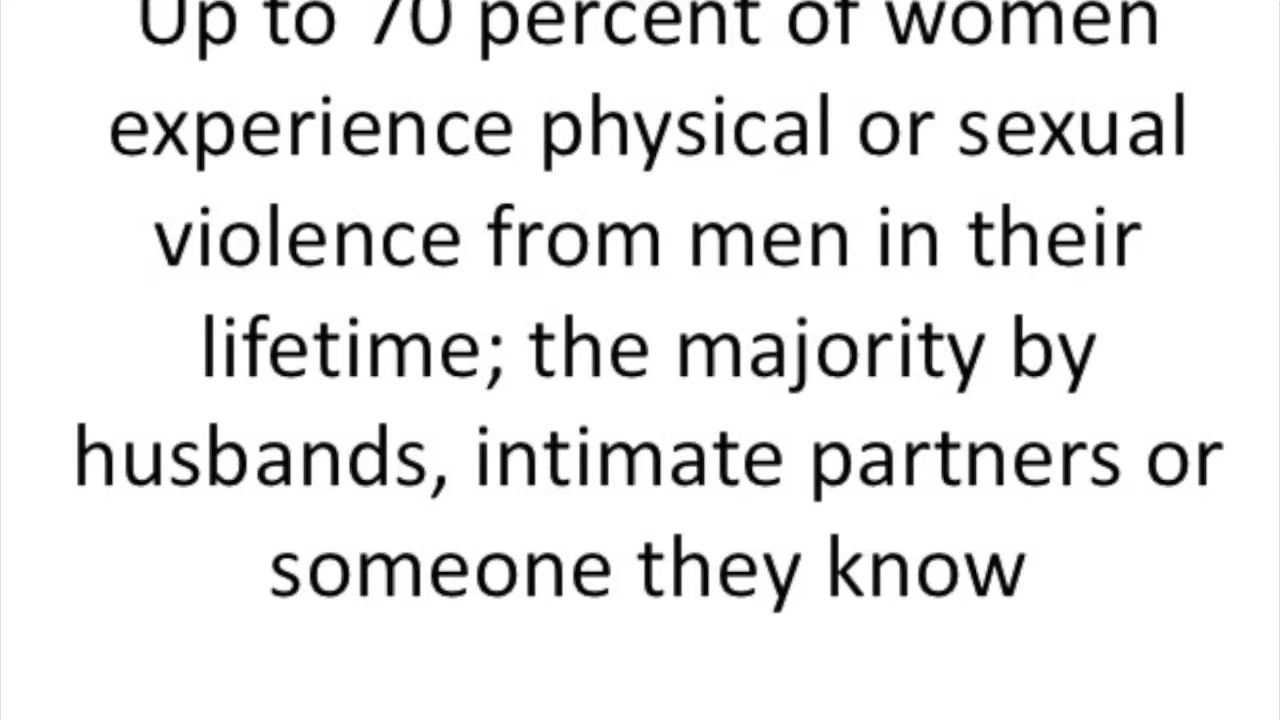 Up to 70 percent of women
experience physical or sexual
violence from men in their
lifetime; the majority by
husbands, intimate partners or
someone they know